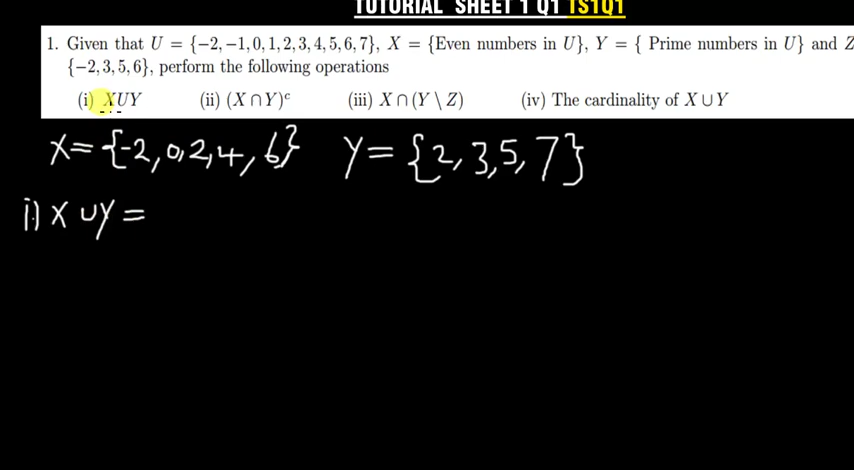 TUTORIAL SHEET 1 Q1 TS1Q1
1. Given that U = {−2, −1, 0, 1, 2, 3, 4, 5, 6, 7}, X = {Even numbers in U}, Y = { Prime numbers in U} and Z
{−2, 3, 5, 6}, perform the following operations
(i) XUY (ii) (X ∩ Y)ᶜ (iii) X ∩ (Y \ Z) (iv) The cardinality of X ∪ Y
X = {-2, 0, 2, 4, 6} Y = {2, 3, 5, 7}
i) X ∪ Y =